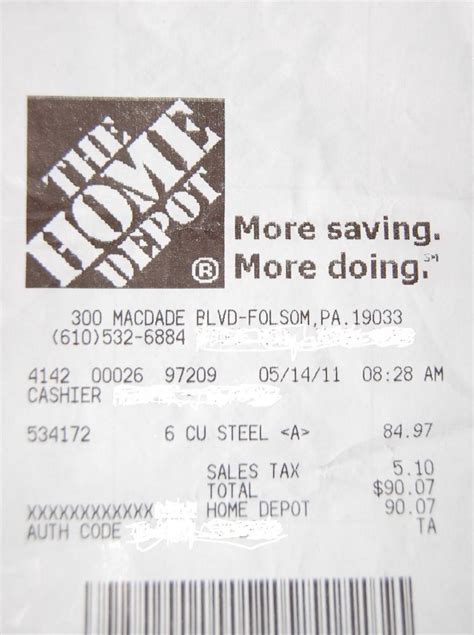 THE
HOME
DEPOT
®
More saving.
More doing.℠
300 MACDADE BLVD-FOLSOM,PA.19033
(610)532-6884
4142 00026 97209 05/14/11 08:28 AM
CASHIER
534172 6 CU STEEL <A> 84.97
SALES TAX 5.10
TOTAL $90.07
XXXXXXXXXXXX HOME DEPOT 90.07
AUTH CODE TA